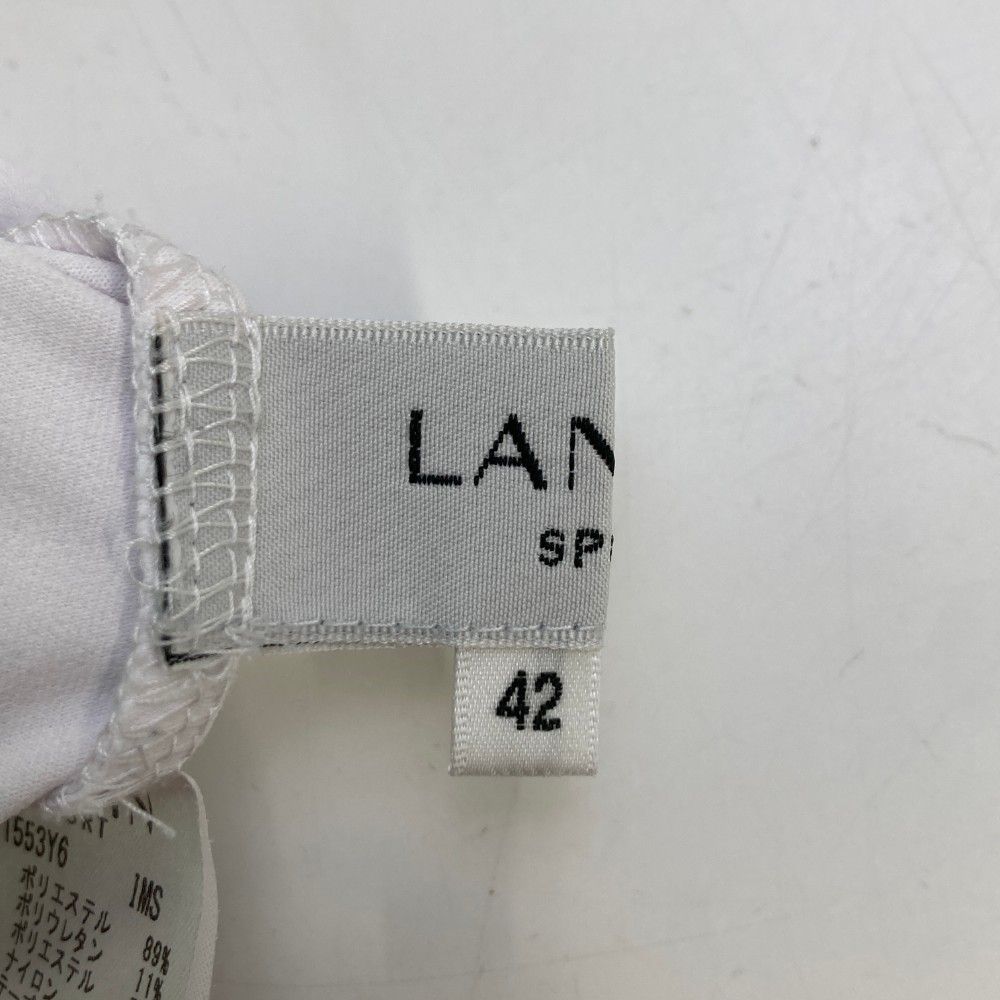 LAN
SP
42
1553Y6
IMS
ポリエステル
ポリウレタン 89%
ポリエステル 11%
ナイロン